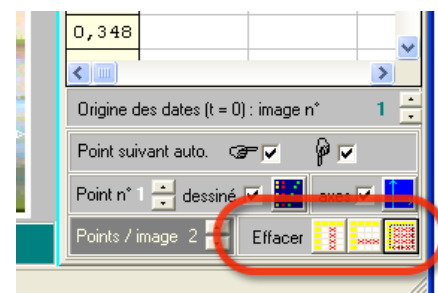 0,348
Origine des dates (t = 0) : image n° 1
Point suivant auto.
Point n° 1 dessiné axes
Points / image 2 Effacer